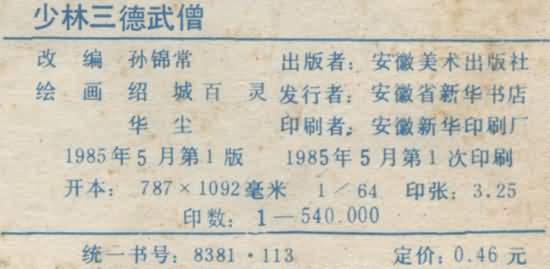 少林三德武僧
改 编 孙锦常 出版者：安徽美术出版社
绘 画 绍 城 百 灵 发行者：安徽省新华书店
华 尘 印刷者：安徽新华印刷厂
1985年5月第1版 1985年5月第1次印刷
开本：787×1092毫米 1／64 印张：3.25
印数：1—540.000
统一书号：8381·113 定价：0.46 元